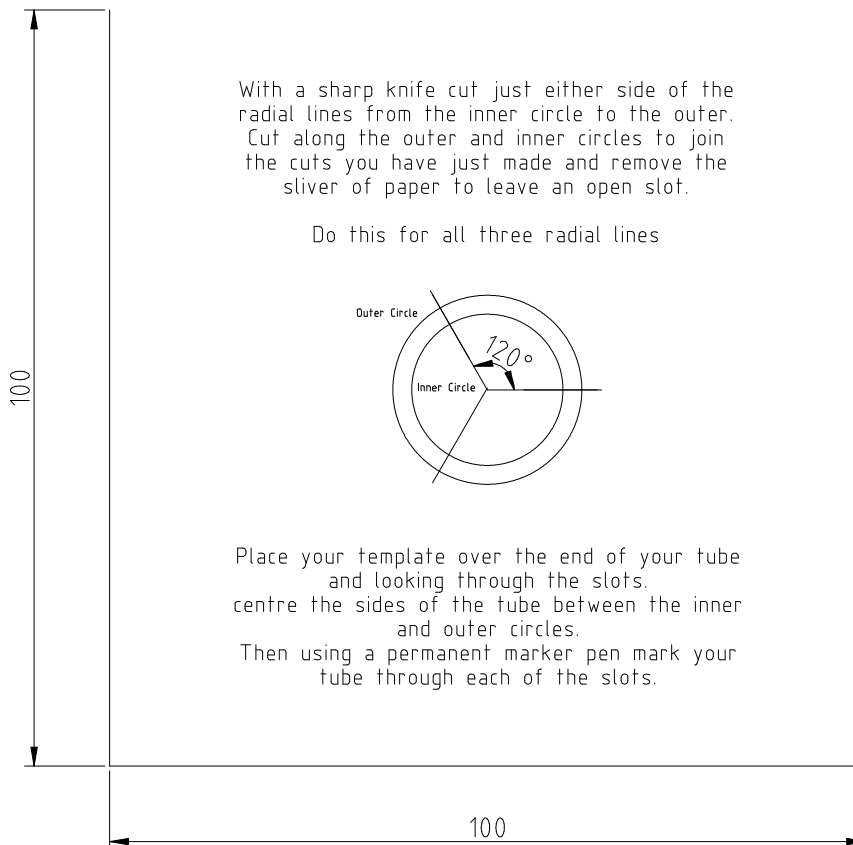 With a sharp knife cut just either side of the
radial lines from the inner circle to the outer.
Cut along the outer and inner circles to join
the cuts you have just made and remove the
sliver of paper to leave an open slot.
Do this for all three radial lines
Outer Circle
120°
Inner Circle
100
Place your template over the end of your tube
and looking through the slots.
centre the sides of the tube between the inner
and outer circles.
Then using a permanent marker pen mark your
tube through each of the slots.
100